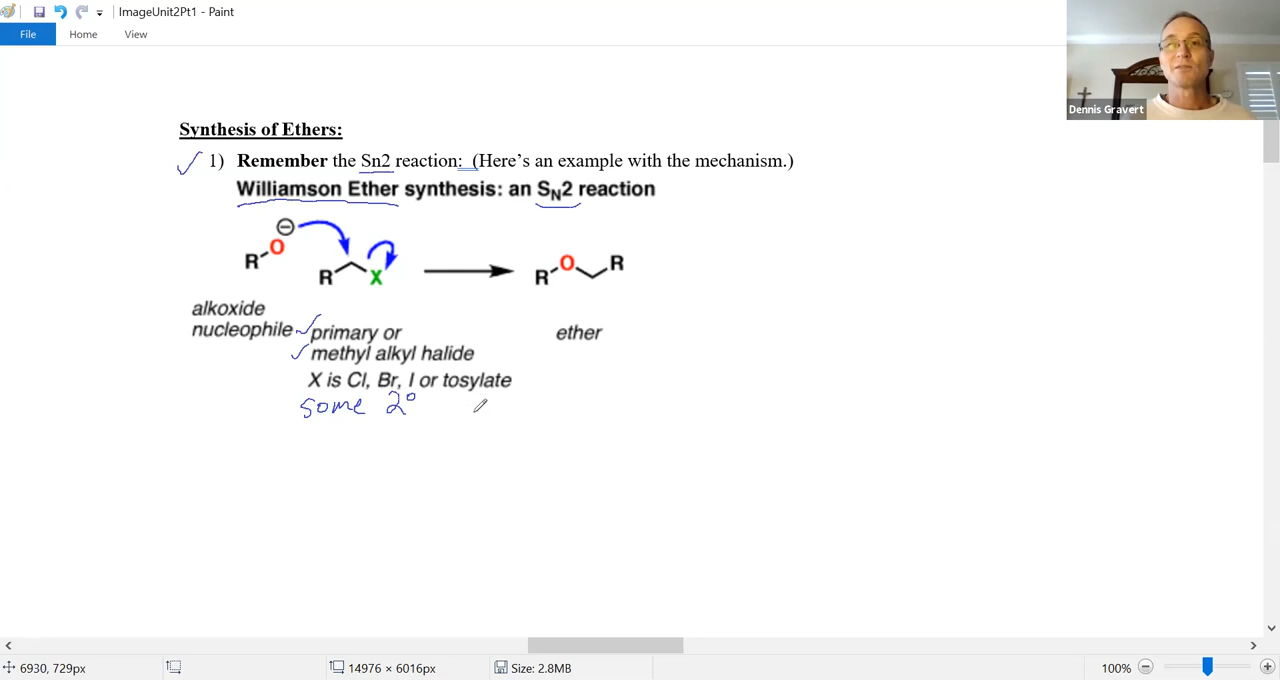 ImageUnit2Pt1 - Paint
File Home View
Dennis Gravert
Synthesis of Ethers:
1) Remember the Sn2 reaction: (Here's an example with the mechanism.)
Williamson Ether synthesis: an SN2 reaction
R O R X R O R
alkoxide
nucleophile
primary or
methyl alkyl halide
X is Cl, Br, I or tosylate
some 2°
ether
6930, 729px 14976 × 6016px Size: 2.8MB 100%